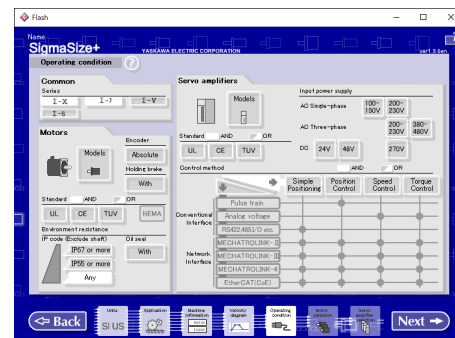 Flash
Name
SigmaSize+
YASKAWA ELECTRIC CORPORATION
ver1.3.6en
Operating condition
?
Common
Series
Σ-X
Σ-7
Σ-V
Σ-S
Motors
Models
Encoder
Absolute
Holding brake
With
Standard AND OR
UL CE TUV NEMA
Environment resistance
IP code (Exclude shaft)
IP67 or more
IP55 or more
Any
Oil seal
With
Servo amplifiers
Models
Standard AND OR
UL CE TUV
Input power supply
AC Single-phase 100-150V 200-230V
AC Three-phase 200-230V 380-480V
DC 24V 48V 270V
Control method AND OR
Simple Positioning
Position Control
Speed Control
Torque Control
Conventional Interface
Pulse train
Analog voltage
RS422,485,I/O etc.
Network Interface
MECHATROLINK-II
MECHATROLINK-III
MECHATROLINK-4
EtherCAT(CoE)
Back
Units
SI US
Application
Machine information
Velocity diagram
Operating condition
Motor selection
Servo amplifier selection
Next